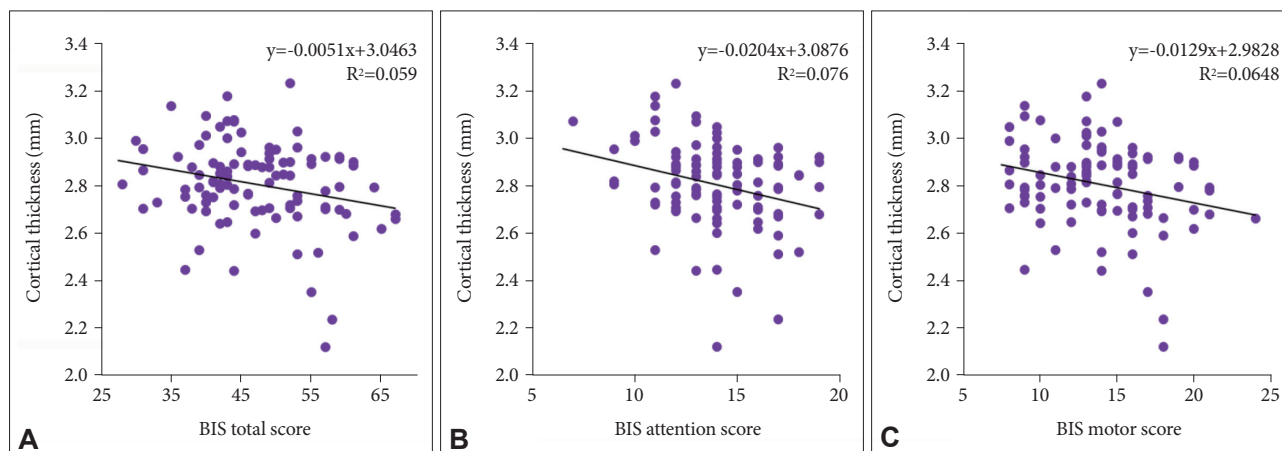 y=-0.0051x+3.0463
R²=0.059
3.4
3.2
3.0
2.8
2.6
2.4
2.2
2.0
Cortical thickness (mm)
25 35 45 55 65
BIS total score
A
y=-0.0204x+3.0876
R²=0.076
3.4
3.2
3.0
2.8
2.6
2.4
2.2
2.0
Cortical thickness (mm)
5 10 15 20
BIS attention score
B
y=-0.0129x+2.9828
R²=0.0648
3.4
3.2
3.0
2.8
2.6
2.4
2.2
2.0
Cortical thickness (mm)
5 10 15 20 25
BIS motor score
C